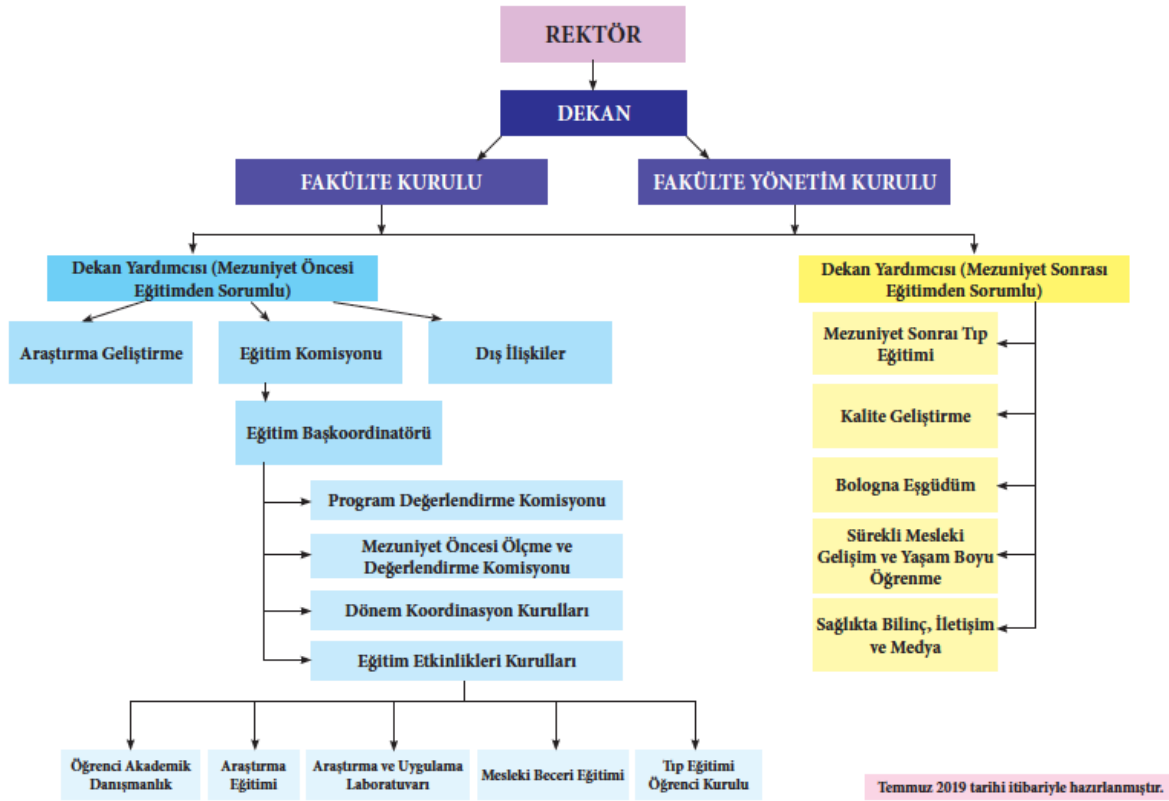 REKTÖR
DEKAN
FAKÜLTE KURULU
FAKÜLTE YÖNETİM KURULU
Dekan Yardımcısı (Mezuniyet Öncesi
Eğitimden Sorumlu)
Dekan Yardımcısı (Mezuniyet Sonrası
Eğitimden Sorumlu)
Araştırma Geliştirme
Eğitim Komisyonu
Dış İlişkiler
Eğitim Başkoordinatörü
Program Değerlendirme Komisyonu
Mezuniyet Öncesi Ölçme ve
Değerlendirme Komisyonu
Dönem Koordinasyon Kurulları
Eğitim Etkinlikleri Kurulları
Öğrenci Akademik
Danışmanlık
Araştırma
Eğitimi
Araştırma ve Uygulama
Laboratuvarı
Mesleki Beceri Eğitimi
Tıp Eğitimi
Öğrenci Kurulu
Mezuniyet Sonraı Tıp
Eğitimi
Kalite Geliştirme
Bologna Eşgüdüm
Sürekli Mesleki
Gelişim ve Yaşam Boyu
Öğrenme
Sağlıkta Bilinç, İletişim
ve Medya
Temmuz 2019 tarihi itibariyle hazırlanmıştır.